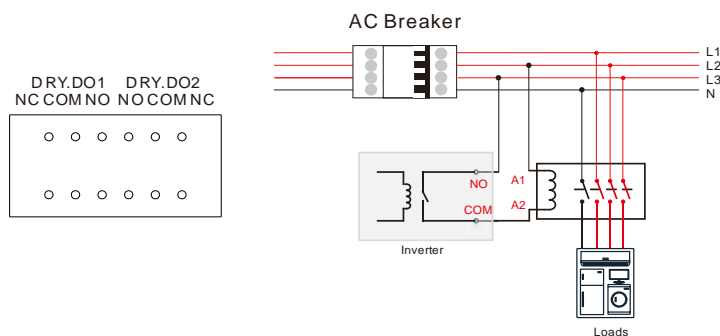 AC Breaker
DRY.DO1 DRY.DO2
NC COM NO NO COM NC
L1
L2
L3
N
NO
COM
A1
A2
Inverter
Loads